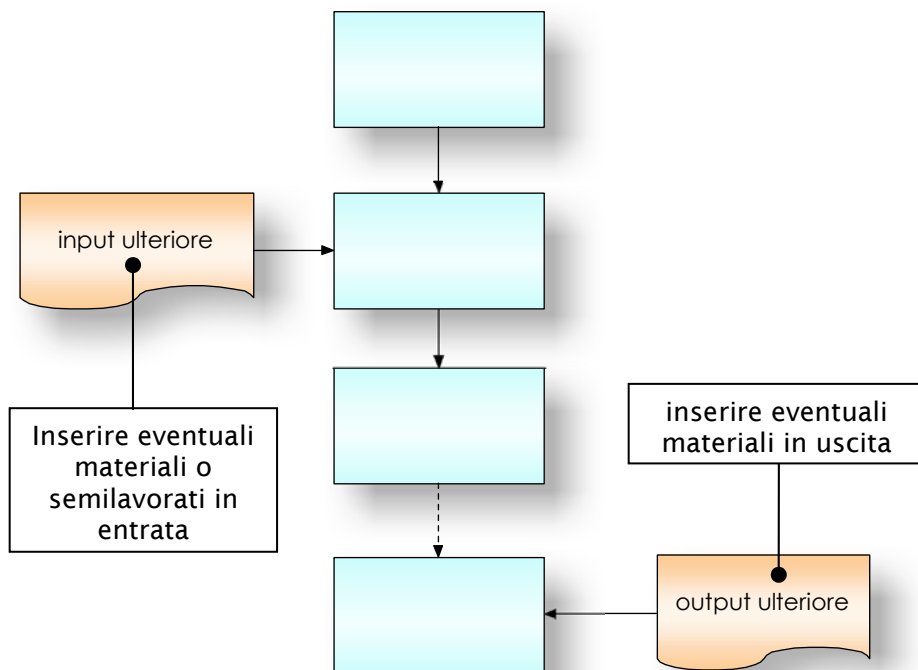 input ulteriore
Inserire eventuali
materiali o
semilavorati in
entrata
inserire eventuali
materiali in uscita
output ulteriore